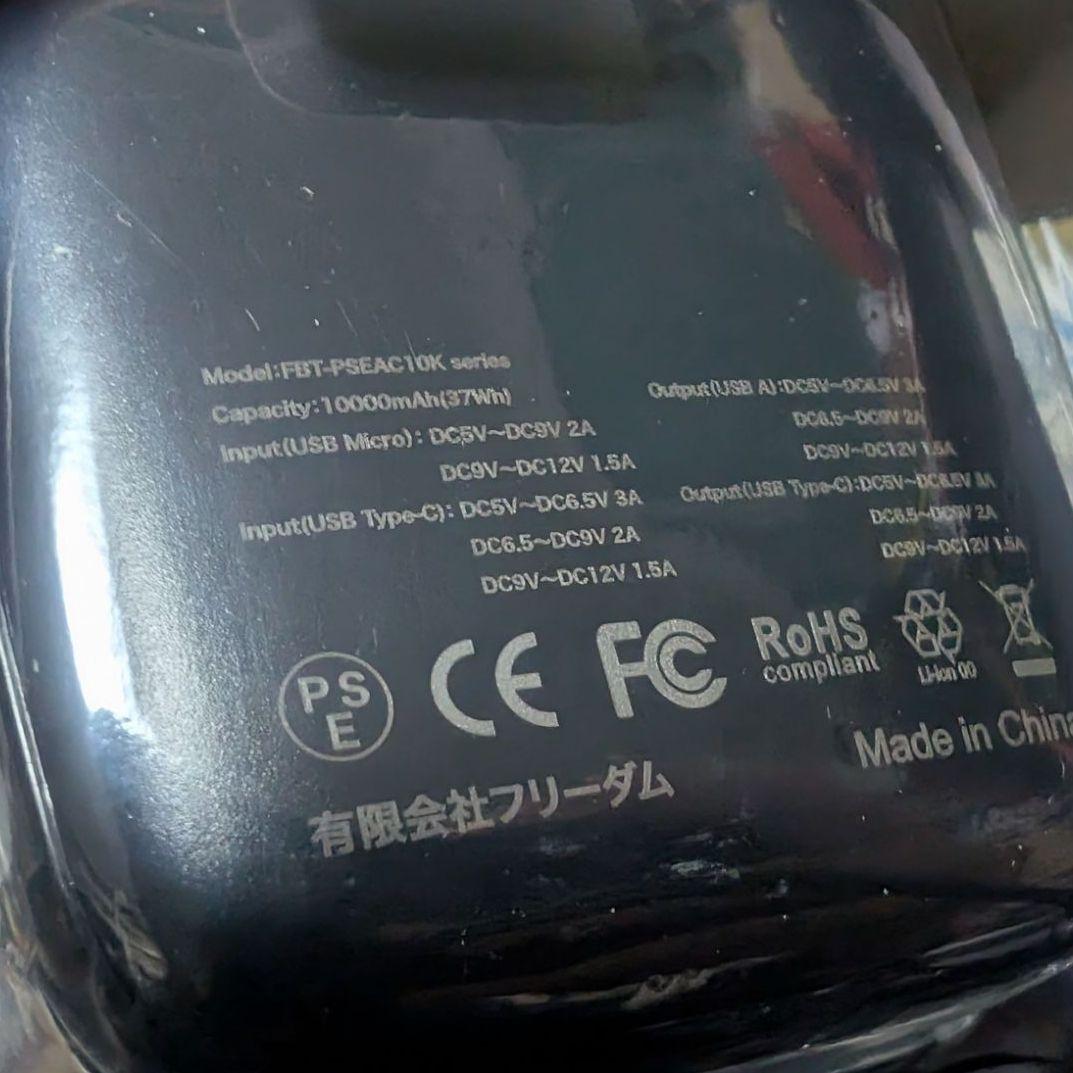 Model:FBT-PSEAC10K series
Capacity:10000mAh(37Wh)
Input(USB Micro): DC5V~DC9V 2A
DC9V~DC12V 1.5A
Input(USB Type-C): DC5V~DC6.5V 3A
DC6.5~DC9V 2A
DC9V~DC12V 1.5A
Output(USB A):DC5V~DC6.5V 3A
DC6.5~DC9V 2A
DC9V~DC12V 1.5A
Output(USB Type-C):DC5V~DC6.5V 3A
DC6.5~DC9V 2A
DC9V~DC12V 1.5A
PSE
CE
FC
RoHS
compliant
Li-ion 00
Made in China
有限会社フリーダム